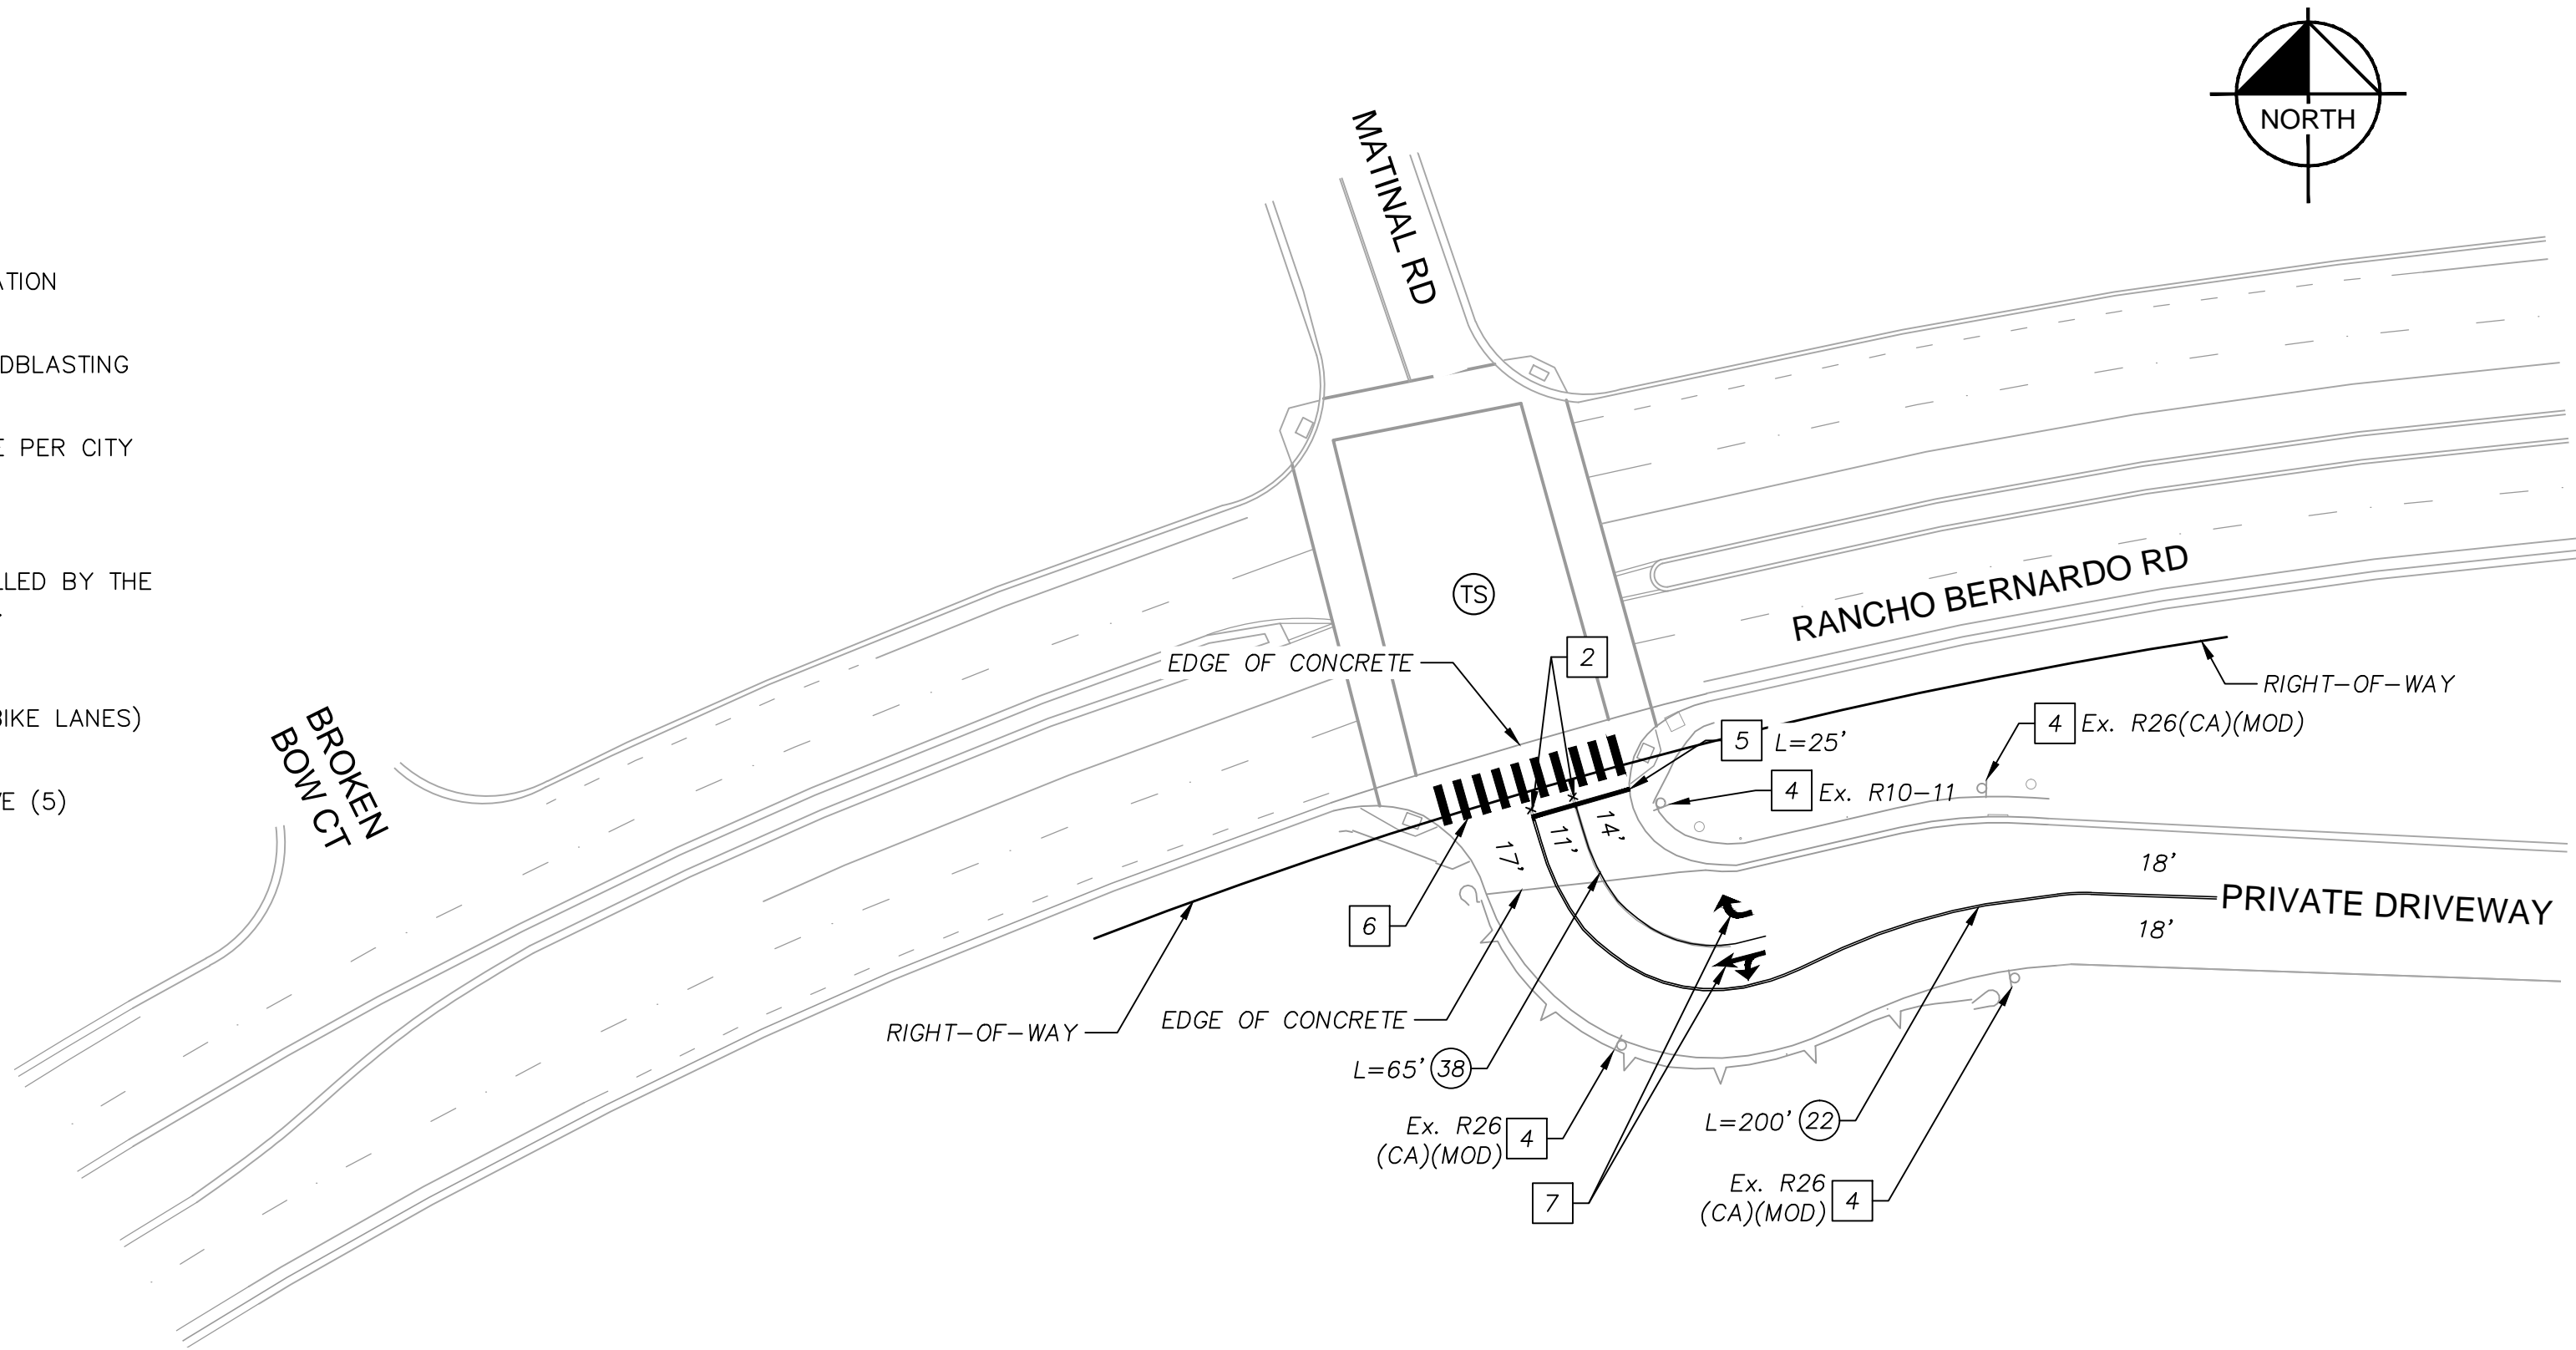 NORTH
MATINAL RD
ATION
DBLASTING
E PER CITY
LLED BY THE
BIKE LANES)
E (5)
BROKEN
BOW CT
TS
RANCHO BERNARDO RD
EDGE OF CONCRETE
2
RIGHT-OF-WAY
4 Ex. R26(CA)(MOD)
5 L=25'
4 Ex. R10-11
17'
11'
14'
6
18'
PRIVATE DRIVEWAY
18'
RIGHT-OF-WAY
EDGE OF CONCRETE
L=65' 38
Ex. R26
(CA)(MOD) 4
L=200' 22
7
Ex. R26
(CA)(MOD) 4